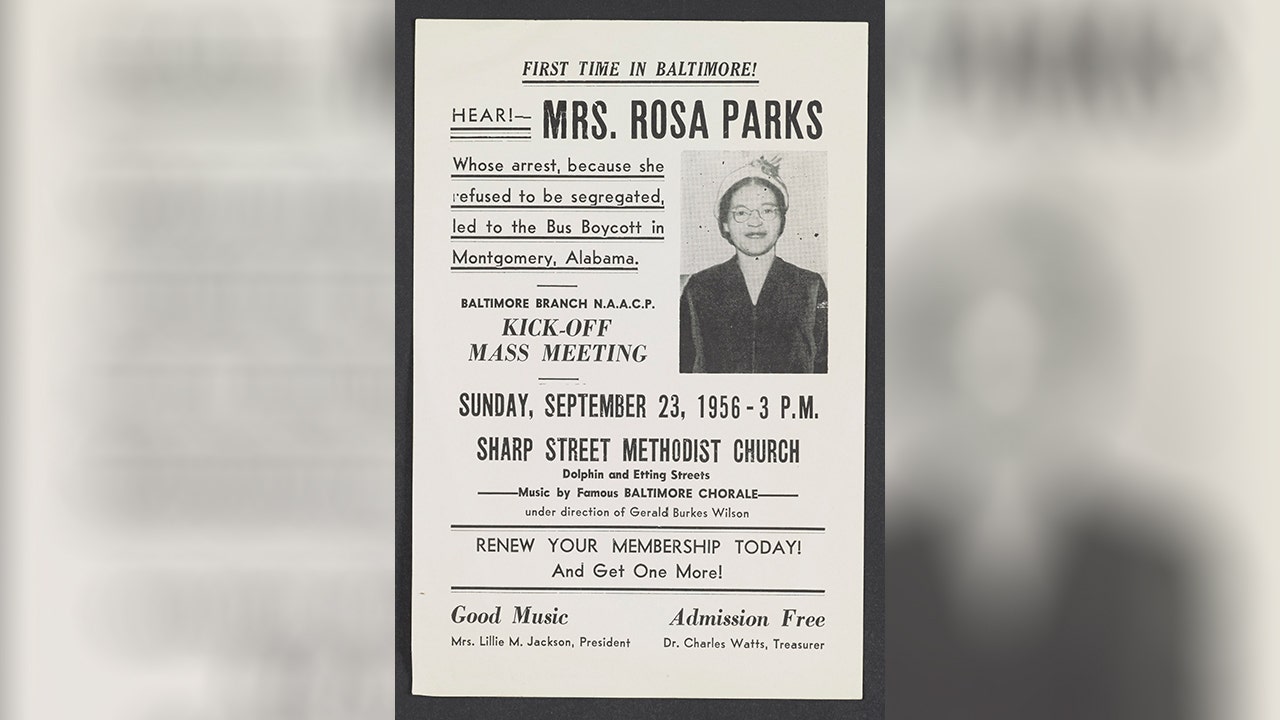 FIRST TIME IN BALTIMORE!
HEAR!— MRS. ROSA PARKS
Whose arrest, because she
refused to be segregated,
led to the Bus Boycott in
Montgomery, Alabama.
BALTIMORE BRANCH N.A.A.C.P.
KICK-OFF
MASS MEETING
SUNDAY, SEPTEMBER 23, 1956 - 3 P.M.
SHARP STREET METHODIST CHURCH
Dolphin and Etting Streets
Music by Famous BALTIMORE CHORALE
under direction of Gerald Burkes Wilson
RENEW YOUR MEMBERSHIP TODAY!
And Get One More!
Good Music Admission Free
Mrs. Lillie M. Jackson, President Dr. Charles Watts, Treasurer